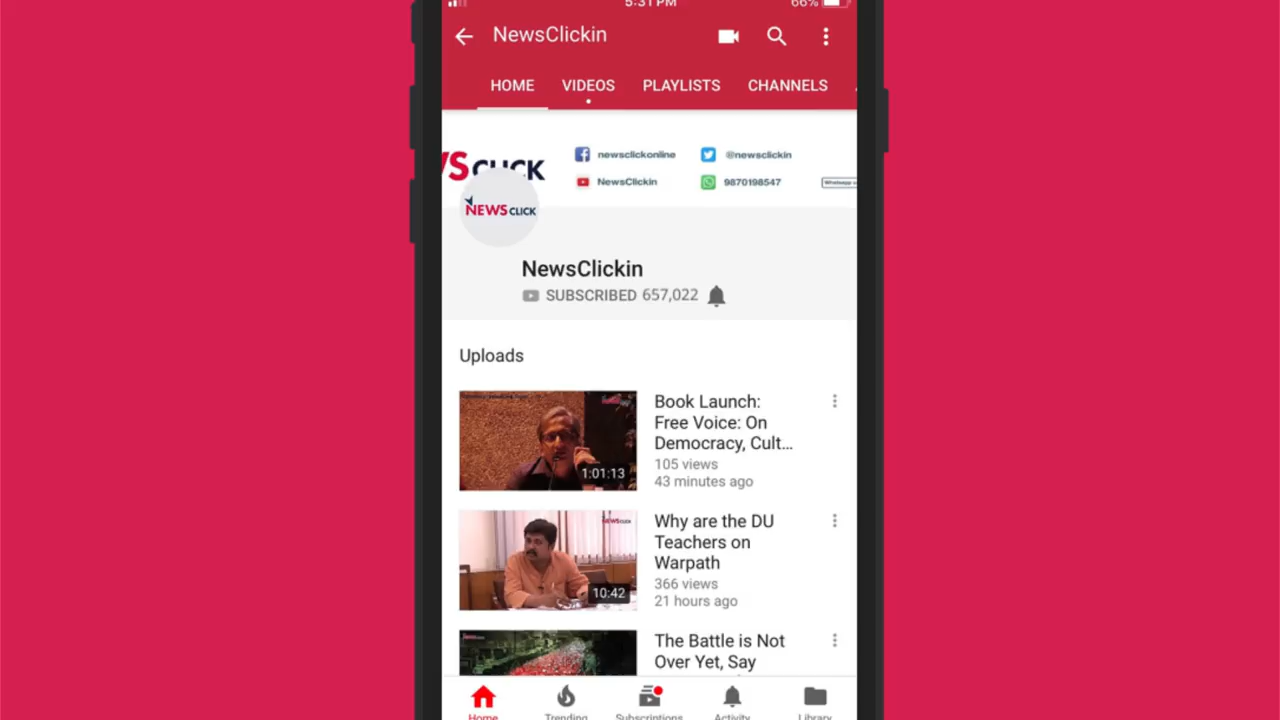 5:31 PM
66%
NewsClickin
HOME VIDEOS PLAYLISTS CHANNELS
WS CLICK
newsclickonline
@newsclickin
NewsClickin
9870198547
NEWSCLICK
NewsClickin
SUBSCRIBED 657,022
Uploads
1:01:13
Book Launch:
Free Voice: On
Democracy, Cult...
105 views
43 minutes ago
NEWSCLICK
10:42
Why are the DU
Teachers on
Warpath
366 views
21 hours ago
The Battle is Not
Over Yet, Say
Home Trending Subscriptions Activity Library